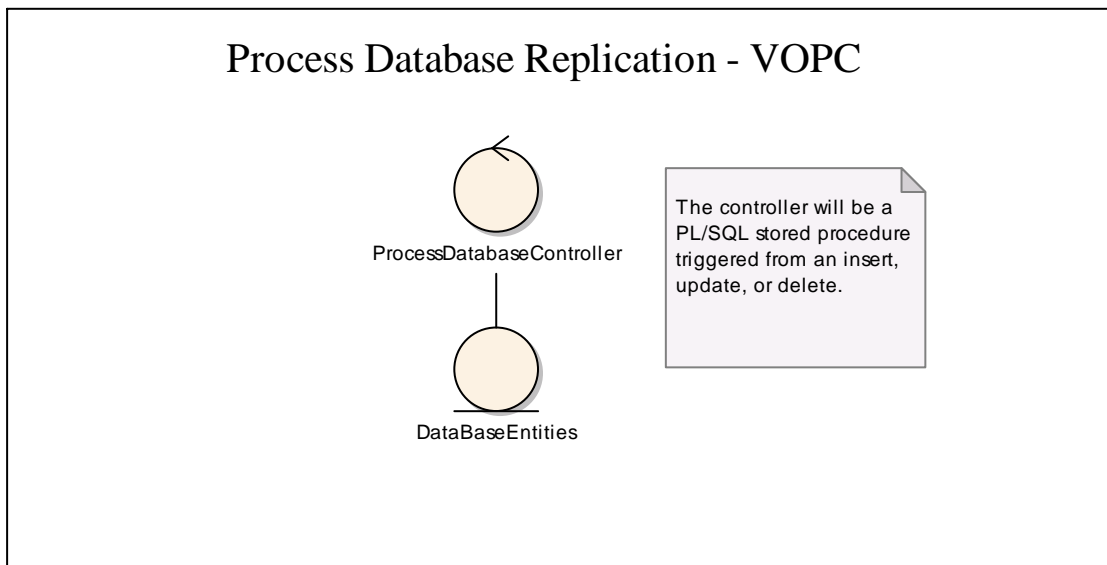 Process Database Replication - VOPC
ProcessDatabaseController
The controller will be a
PL/SQL stored procedure
triggered from an insert,
update, or delete.
DataBaseEntities